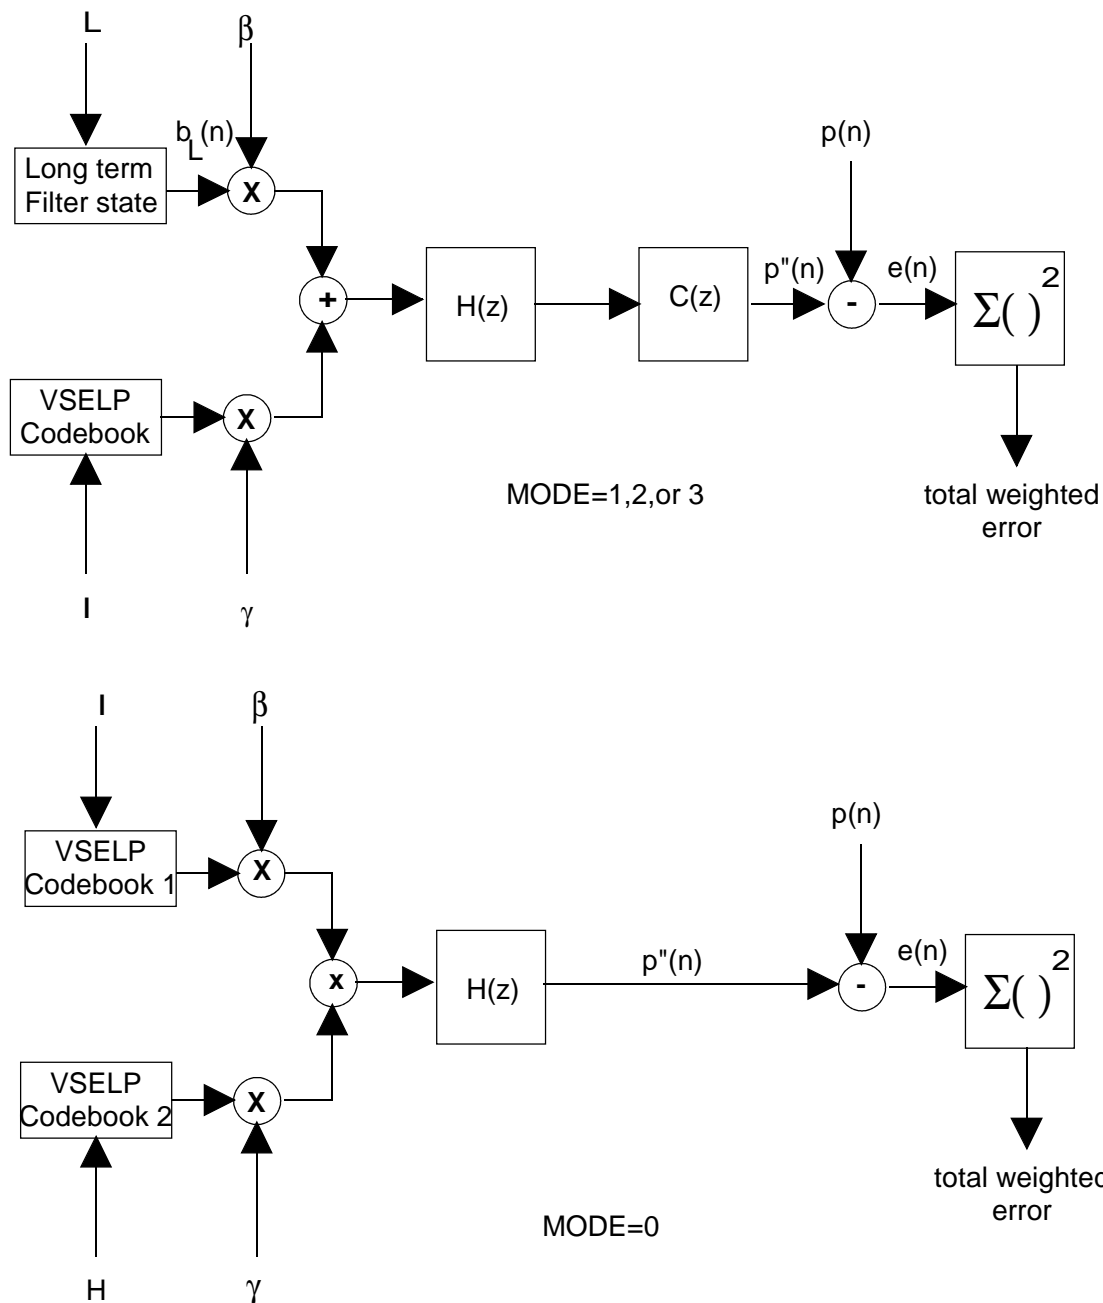 L
β
b_L(n)
p(n)
Long term
Filter state
X
H(z)
C(z)
p"(n)
e(n)
+
-
Σ( )²
VSELP
Codebook
X
MODE=1,2,or 3
total weighted
error
I
γ
I
β
p(n)
VSELP
Codebook 1
X
x
H(z)
p"(n)
-
e(n)
Σ( )²
VSELP
Codebook 2
X
total weighted
error
MODE=0
H
γ